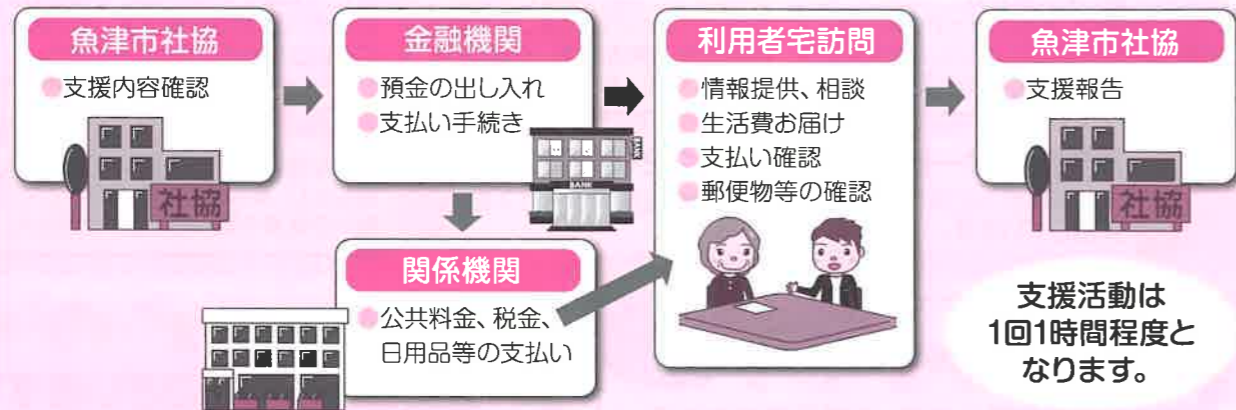 魚津市社協
支援内容確認
社協
金融機関
預金の出し入れ
支払い手続き
BANK
BANK
関係機関
公共料金、税金、
日用品等の支払い
利用者宅訪問
情報提供、相談
生活費お届け
支払い確認
郵便物等の確認
魚津市社協
支援報告
社協
支援活動は
1回1時間程度と
なります。